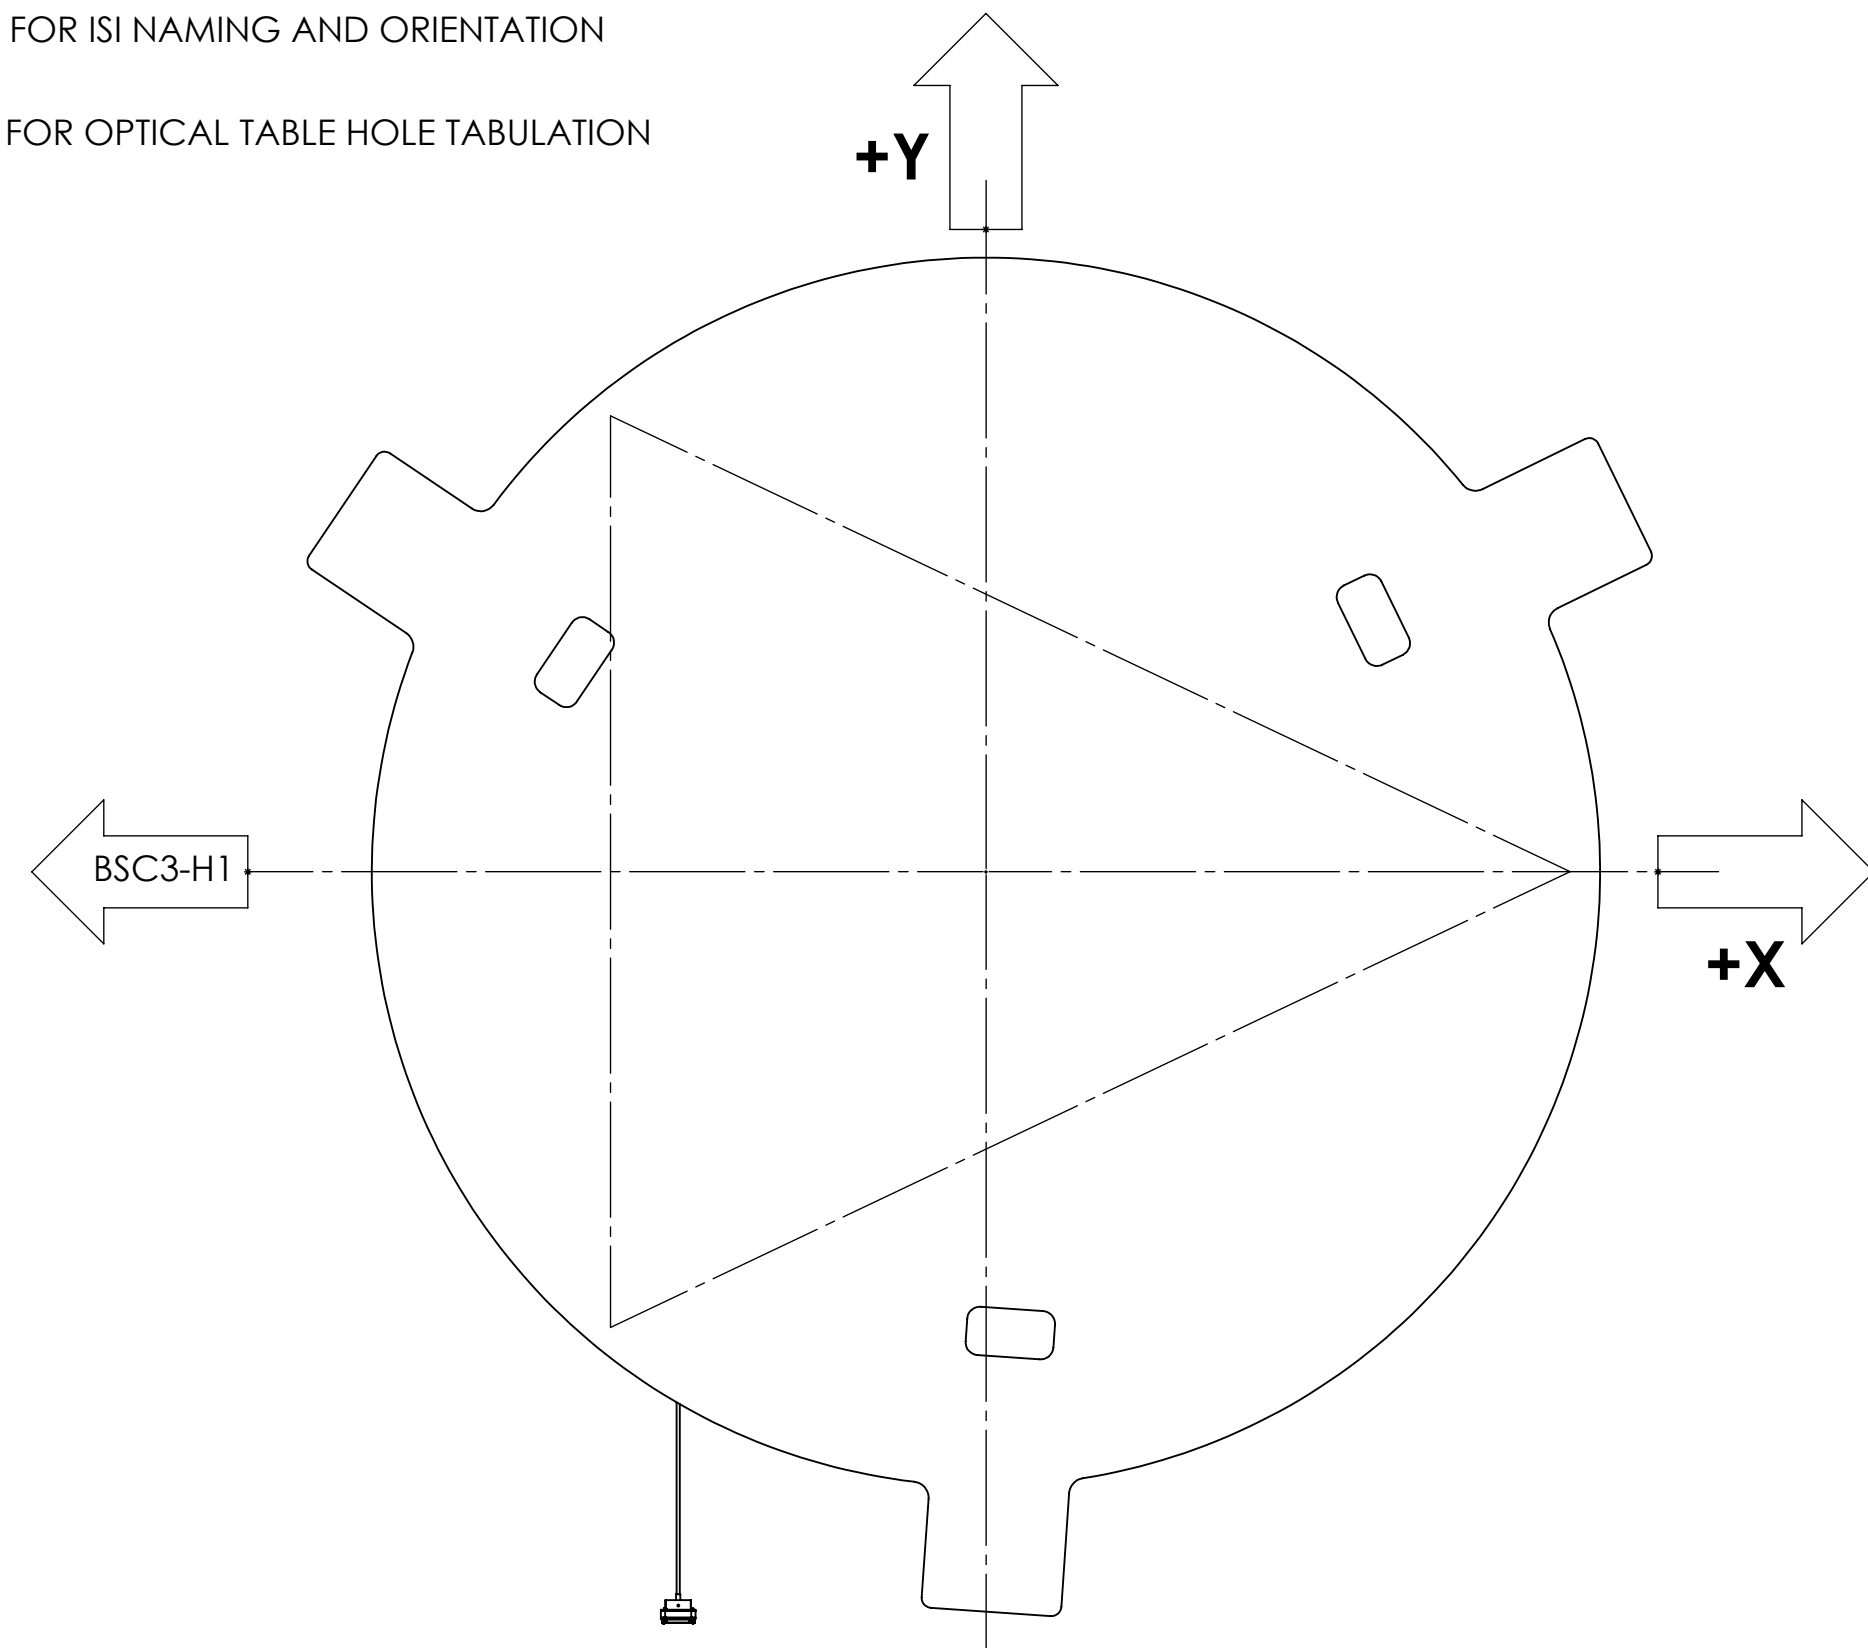 FOR ISI NAMING AND ORIENTATION
FOR OPTICAL TABLE HOLE TABULATION
+Y
BSC3-H1
+X